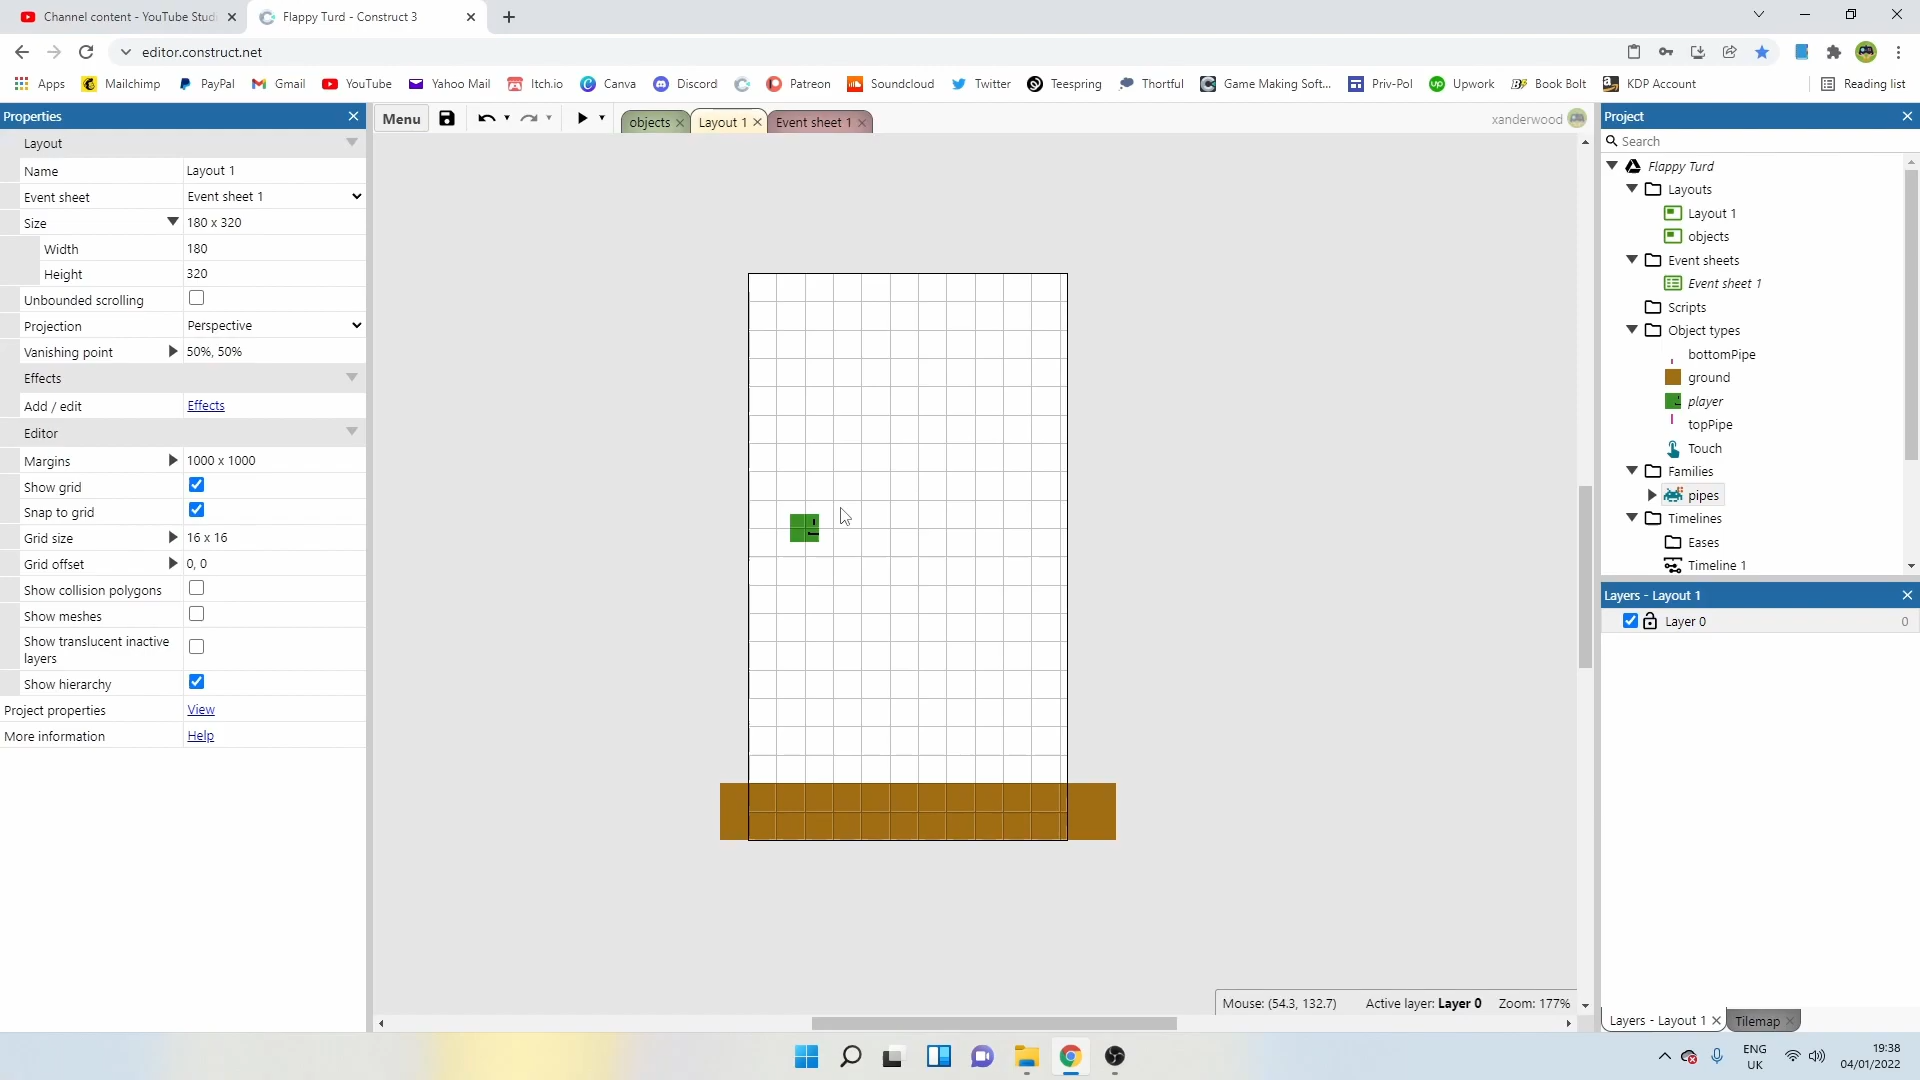 Channel content - YouTube Stud
Flappy Turd - Construct 3
editor.construct.net
Apps
Mailchimp
PayPal
Gmail
YouTube
Yahoo Mail
Itch.io
Canva
Discord
Patreon
Soundcloud
Twitter
Teespring
Thortful
Game Making Soft...
Priv-Pol
Upwork
Book Bolt
KDP Account
Reading list
Properties
Menu
objects
Layout 1
Event sheet 1
xanderwood
Project
Layout
Search
Name Layout 1
Flappy Turd
Event sheet Event sheet 1
Layouts
Size 180 x 320
Layout 1
Width 180
objects
Height 320
Event sheets
Unbounded scrolling
Event sheet 1
Projection Perspective
Scripts
Vanishing point 50%, 50%
Object types
Effects
bottomPipe
Add / edit Effects
ground
Editor
player
Margins 1000 x 1000
topPipe
Show grid
Touch
Snap to grid
Families
Grid size 16 x 16
pipes
Grid offset 0, 0
Timelines
Show collision polygons
Eases
Show meshes
Timeline 1
Show translucent inactive
layers
Layers - Layout 1
Show hierarchy
Layer 0 0
Project properties View
More information Help
Mouse: (54.3, 132.7) Active layer: Layer 0 Zoom: 177%
Layers - Layout 1
Tilemap
ENG
UK
19:38
04/01/2022